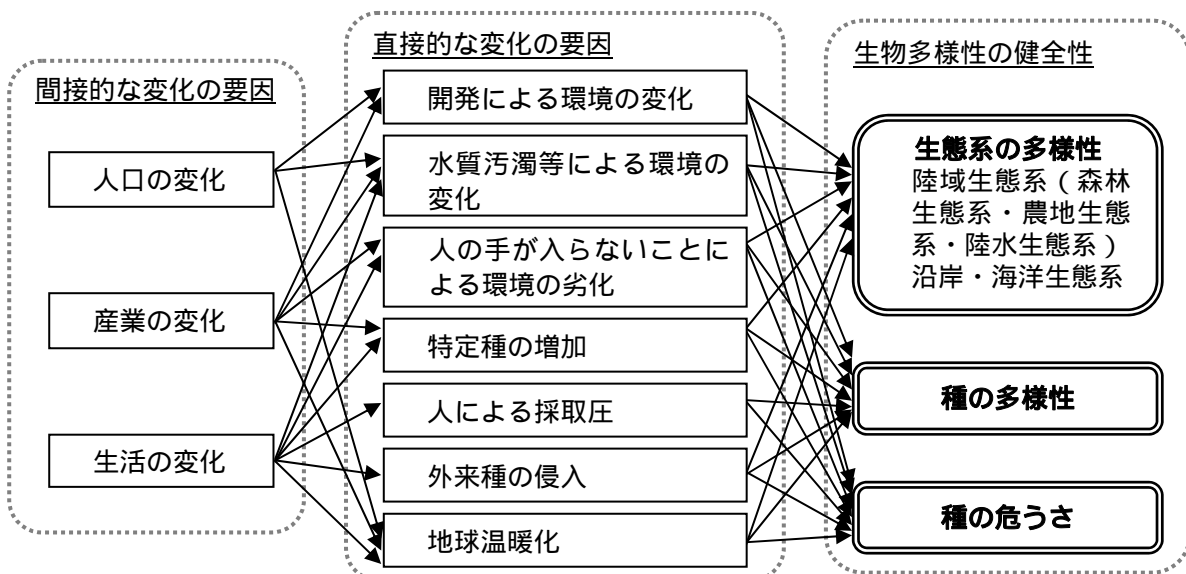 間接的な変化の要因
人口の変化
産業の変化
生活の変化
直接的な変化の要因
開発による環境の変化
水質汚濁等による環境の
変化
人の手が入らないことに
よる環境の劣化
特定種の増加
人による採取圧
外来種の侵入
地球温暖化
生物多様性の健全性
生態系の多様性
陸域生態系(森林
生態系・農地生態
系・陸水生態系)
沿岸・海洋生態系
種の多様性
種の危うさ